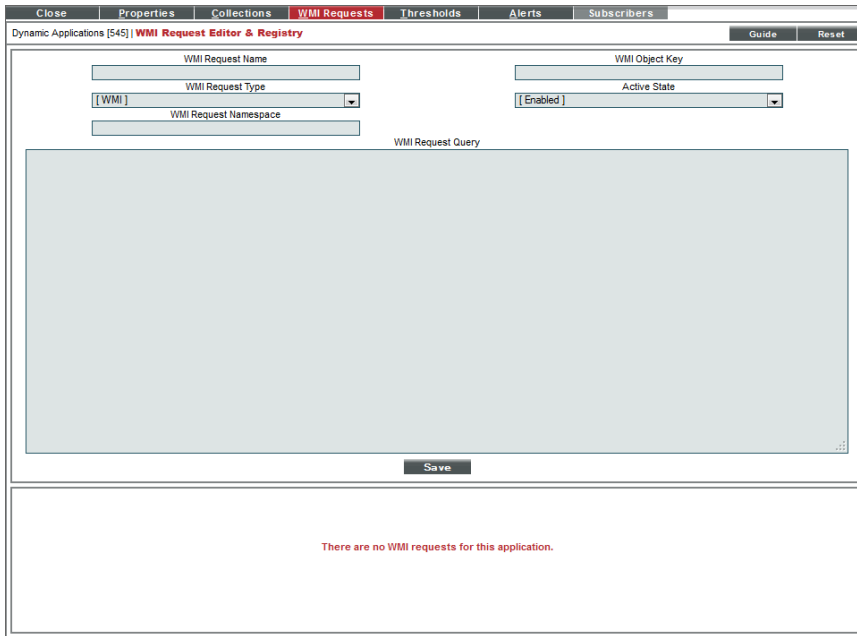 Close Properties Collections WMI Requests Thresholds Alerts Subscribers
Dynamic Applications [545] | WMI Request Editor & Registry Guide Reset
WMI Request Name WMI Object Key
WMI Request Type Active State
[ WMI ] [ Enabled ]
WMI Request Namespace
WMI Request Query
Save
There are no WMI requests for this application.